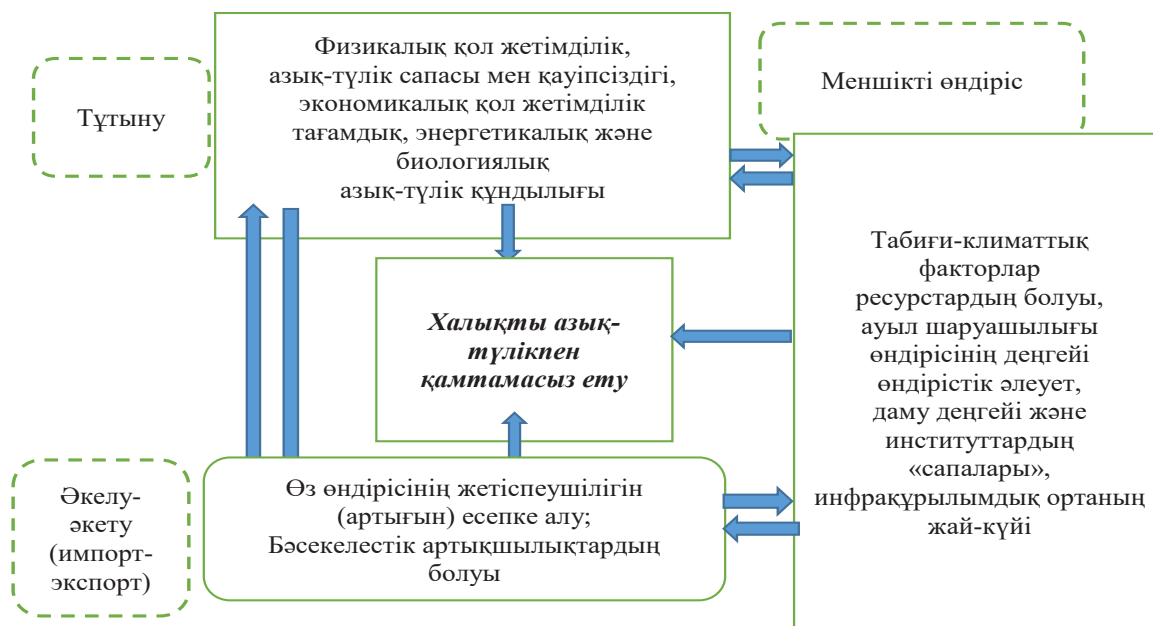 Тұтыну
Физикалық қол жетімділік,
азық-түлік сапасы мен қауіпсіздігі,
экономикалық қол жетімділік
тағамдық, энергетикалық және
биологиялық
азық-түлік құндылығы
Меншікті өндіріс
Халықты азық-
түлікпен
қамтамасыз ету
Табиғи-климаттық
факторлар
ресурстардың болуы,
ауыл шаруашылығы
өндірісінің деңгейі
өндірістік әлеует,
даму деңгейі және
институттардың
«сапалары»,
инфрақұрылымдық ортаның
жай-күйі
Әкелу-
әкету
(импорт-
экспорт)
Өз өндірісінің жетіспеушілігін
(артығын) есепке алу;
Бәсекелестік артықшылықтардың
болуы